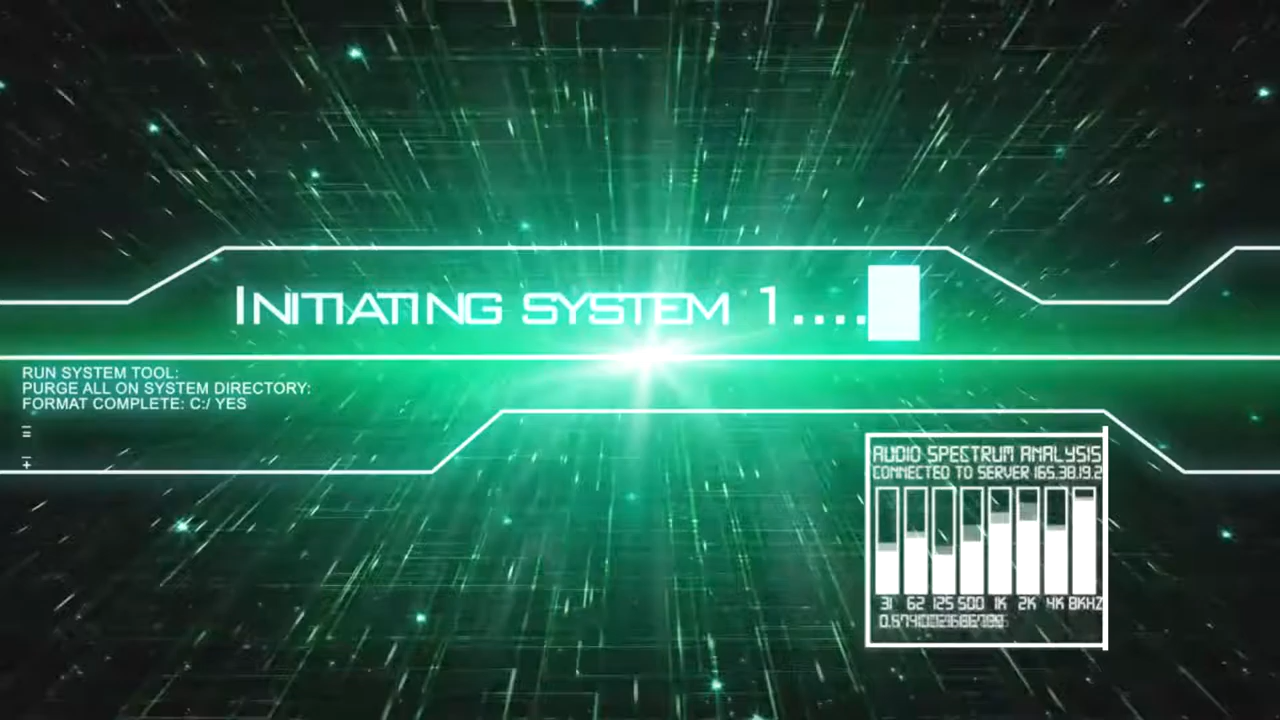 Initiating system 1....
RUN SYSTEM TOOL:
PURGE ALL ON SYSTEM DIRECTORY:
FORMAT COMPLETE: C:/ YES
AUDIO SPECTRUM ANALYSIS
CONNECTED TO SERVER 165.38.19.2
31 62 125 500 1K 2K 4K 8KHZ